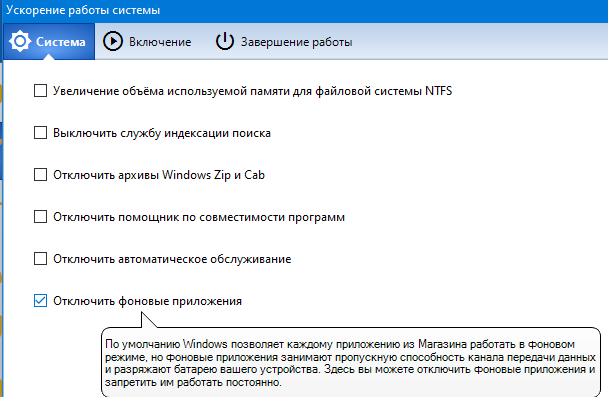 Ускорение работы системы
Система Включение Завершение работы
Увеличение объёма используемой памяти для файловой системы NTFS
Выключить службу индексации поиска
Отключить архивы Windows Zip и Cab
Отключить помощник по совместимости программ
Отключить автоматическое обслуживание
Отключить фоновые приложения
По умолчанию Windows позволяет каждому приложению из Магазина работать в фоновом
режиме, но фоновые приложения занимают пропускную способность канала передачи данных
и разряжают батарею вашего устройства. Здесь вы можете отключить фоновые приложения и
запретить им работать постоянно.